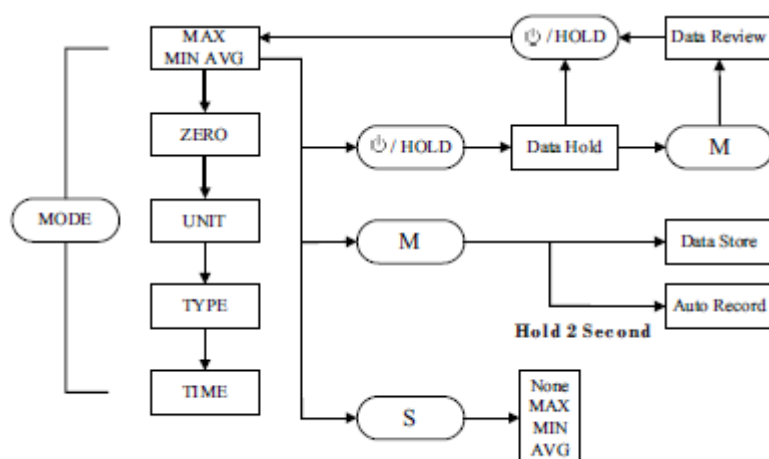 MAX
MIN AVG
⏻/HOLD
Data Review
ZERO
⏻/HOLD
Data Hold
M
MODE
UNIT
M
Data Store
TYPE
Auto Record
Hold 2 Second
TIME
S
None
MAX
MIN
AVG